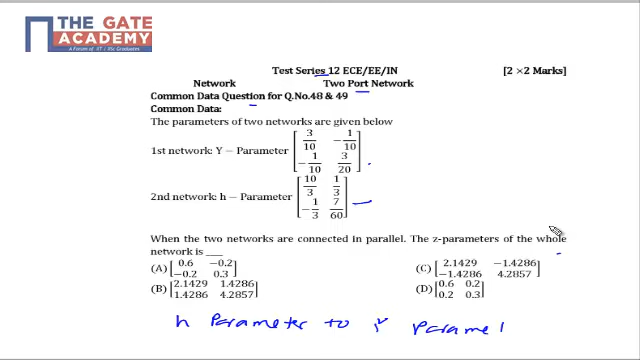 THE GATE
ACADEMY
A Forum of IIT / IISc Graduates
Test Series 12 ECE/EE/IN [2 ×2 Marks]
Network Two Port Network
Common Data Question for Q.No.48 & 49
Common Data:
The parameters of two networks are given below
1st network: Y − Parameter [3/10 −1/10; −1/10 3/20]
2nd network: h − Parameter [10/3 1/3; −1/3 7/60]
When the two networks are connected in parallel. The z-parameters of the whole
network is ___
(A) [0.6 −0.2; −0.2 0.3] (C) [2.1429 −1.4286; −1.4286 4.2857]
(B) [2.1429 1.4286; 1.4286 4.2857] (D) [0.6 0.2; 0.2 0.3]
h parameter to Y paramet